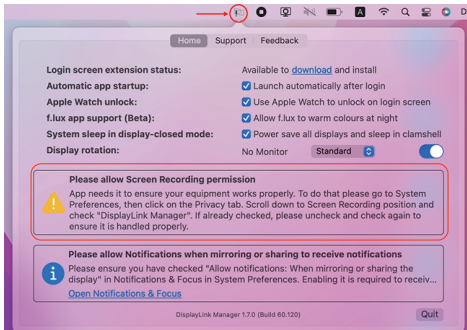 A
D
Home Support Feedback
Login screen extension status: Available to download and install
Automatic app startup: Launch automatically after login
Apple Watch unlock: Use Apple Watch to unlock on login screen
f.lux app support (Beta): Allow f.lux to warm colours at night
System sleep in display-closed mode: Power save all displays and sleep in clamshell
Display rotation: No Monitor Standard
Please allow Screen Recording permission
App needs it to ensure your equipment works properly. To do that please go to System
Preferences, then click on the Privacy tab. Scroll down to Screen Recording position and
check "DisplayLink Manager". If already checked, please uncheck and check again to
ensure it is handled properly.
Please allow Notifications when mirroring or sharing to receive notifications
Please ensure you have checked "Allow notifications: When mirroring or sharing the
display" in Notifications & Focus in System Preferences. Enabling it is required to receiv...
Open Notifications & Focus
DisplayLink Manager 1.7.0 (Build 60.120)
Quit